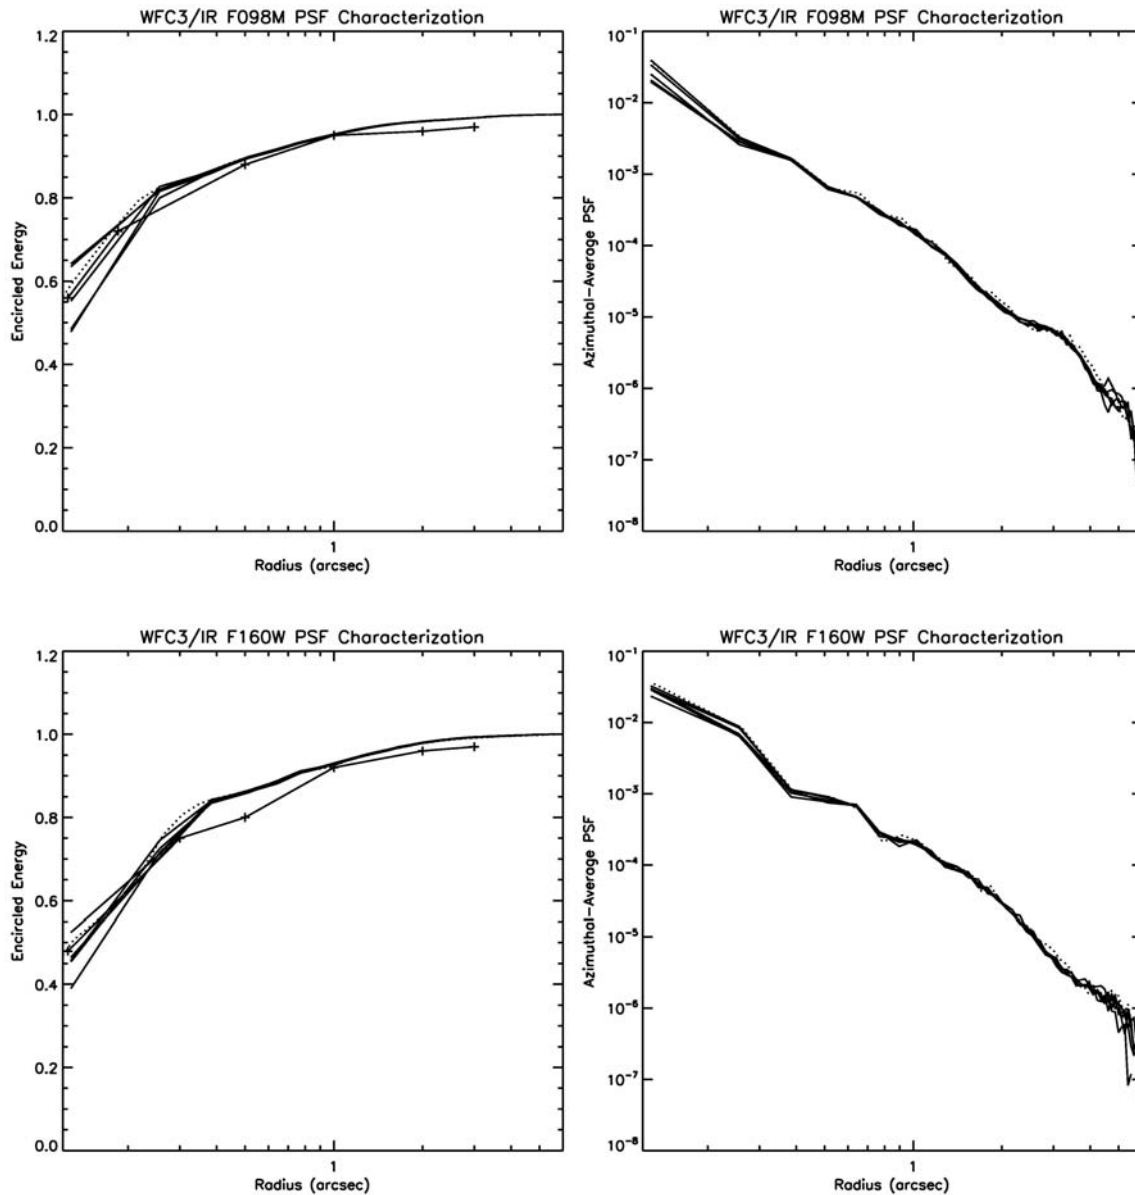 WFC3/IR F098M PSF Characterization
1.2
1.0
0.8
0.6
0.4
0.2
0.0
Encircled Energy
1
Radius (arcsec)
WFC3/IR F098M PSF Characterization
10-1
10-2
10-3
10-4
10-5
10-6
10-7
10-8
Azimuthal-Average PSF
1
Radius (arcsec)
WFC3/IR F160W PSF Characterization
1.2
1.0
0.8
0.6
0.4
0.2
0.0
Encircled Energy
1
Radius (arcsec)
WFC3/IR F160W PSF Characterization
10-1
10-2
10-3
10-4
10-5
10-6
10-7
10-8
Azimuthal-Average PSF
1
Radius (arcsec)